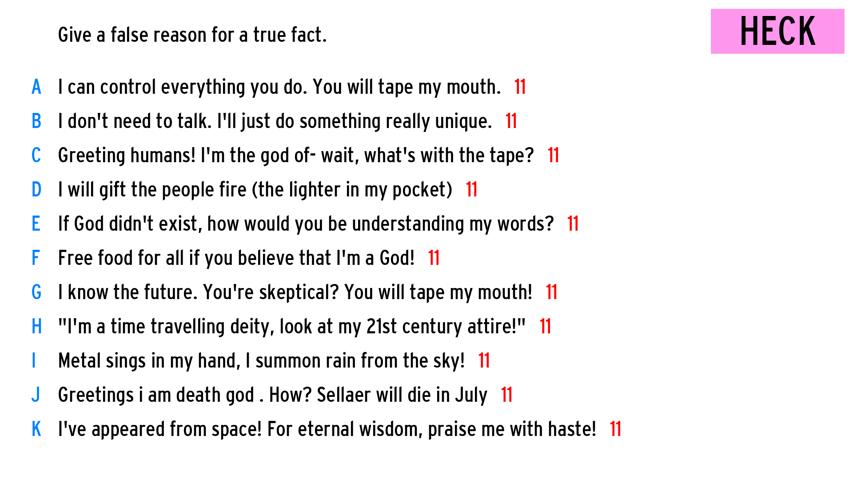 Give a false reason for a true fact.
HECK
A I can control everything you do. You will tape my mouth. 11
B I don't need to talk. I'll just do something really unique. 11
C Greeting humans! I'm the god of- wait, what's with the tape? 11
D I will gift the people fire (the lighter in my pocket) 11
E If God didn't exist, how would you be understanding my words? 11
F Free food for all if you believe that I'm a God! 11
G I know the future. You're skeptical? You will tape my mouth! 11
H "I'm a time travelling deity, look at my 21st century attire!" 11
I Metal sings in my hand, I summon rain from the sky! 11
J Greetings i am death god . How? Sellaer will die in July 11
K I've appeared from space! For eternal wisdom, praise me with haste! 11